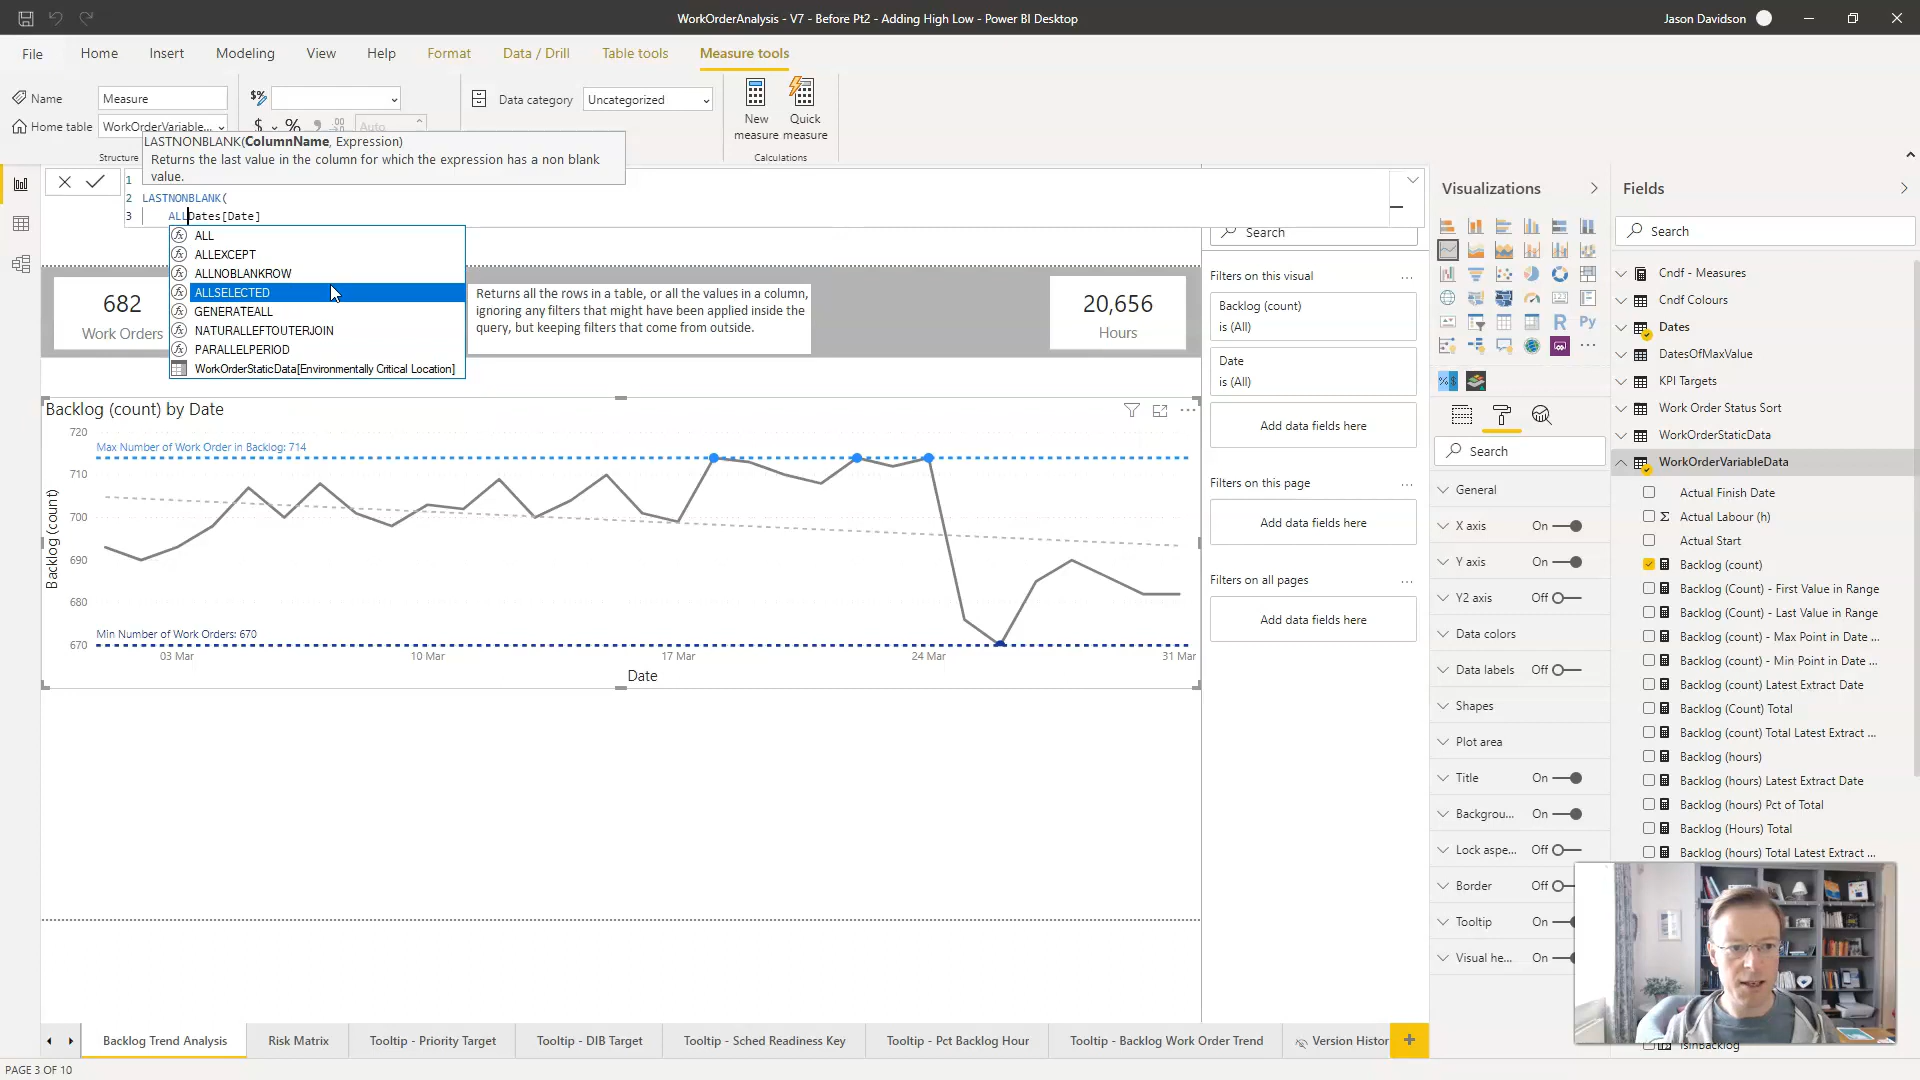 WorkOrderAnalysis - V7 - Before Pt2 - Adding High Low - Power BI Desktop
Jason Davidson
File
Home
Insert
Modeling
View
Help
Format
Data / Drill
Table tools
Measure tools
Name
Measure
Data category
Uncategorized
Home table
WorkOrderVariable...
$
%
Auto
New
measure
Quick
measure
Structure
Calculations
LASTNONBLANK(ColumnName, Expression)
Returns the last value in the column for which the expression has a non blank
value.
1
2 LASTNONBLANK(
3 ALLDates[Date]
ALL
ALLEXCEPT
ALLNOBLANKROW
ALLSELECTED
GENERATEALL
NATURALLEFTOUTERJOIN
PARALLELPERIOD
WorkOrderStaticData[Environmentally Critical Location]
Returns all the rows in a table, or all the values in a column,
ignoring any filters that might have been applied inside the
query, but keeping filters that come from outside.
682
Work Orders
20,656
Hours
Backlog (count) by Date
720
710
700
690
680
670
Backlog (count)
Max Number of Work Order in Backlog: 714
Min Number of Work Orders: 670
03 Mar
10 Mar
17 Mar
24 Mar
31 Mar
Date
Search
Filters on this visual
...
Backlog (count)
is (All)
Date
is (All)
Add data fields here
Filters on this page
...
Add data fields here
Filters on all pages
...
Add data fields here
Visualizations
R
Py
Search
General
X axis On
Y axis On
Y2 axis Off
Data colors
Data labels Off
Shapes
Plot area
Title On
Backgrou... On
Lock aspe... Off
Border Off
Tooltip On
Visual he... On
Fields
Search
Cndf - Measures
Cndf Colours
Dates
DatesOfMaxValue
KPI Targets
Work Order Status Sort
WorkOrderStaticData
WorkOrderVariableData
Actual Finish Date
Actual Labour (h)
Actual Start
Backlog (count)
Backlog (Count) - First Value in Range
Backlog (Count) - Last Value in Range
Backlog (count) - Max Point in Date ...
Backlog (count) - Min Point in Date ...
Backlog (count) Latest Extract Date
Backlog (Count) Total
Backlog (count) Total Latest Extract ...
Backlog (hours)
Backlog (hours) Latest Extract Date
Backlog (hours) Pct of Total
Backlog (Hours) Total
Backlog (hours) Total Latest Extract ...
IsInBacklog
Backlog Trend Analysis
Risk Matrix
Tooltip - Priority Target
Tooltip - DIB Target
Tooltip - Sched Readiness Key
Tooltip - Pct Backlog Hour
Tooltip - Backlog Work Order Trend
Version Histor
PAGE 3 OF 10